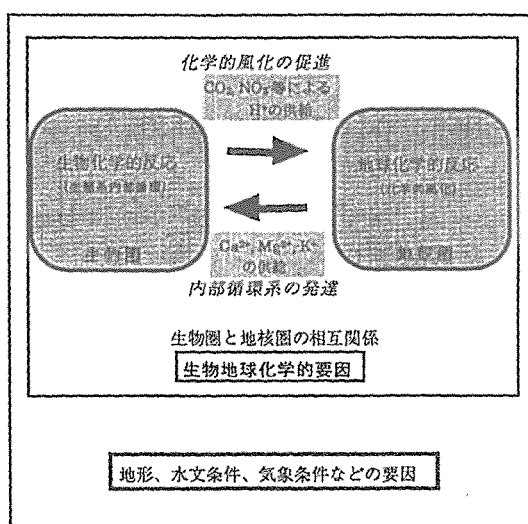 化学的風化の促進
CO₂, NO₃⁻等による
H⁺の供給
生物化学的反応
(生態系内部循環)
生物圏
地球化学的反応
(化学的風化)
地殻圏
Ca²⁺, Mg²⁺, K⁺
の供給
内部循環系の発達
生物圏と地核圏の相互関係
生物地球化学的要因
地形、水文条件、気象条件などの要因